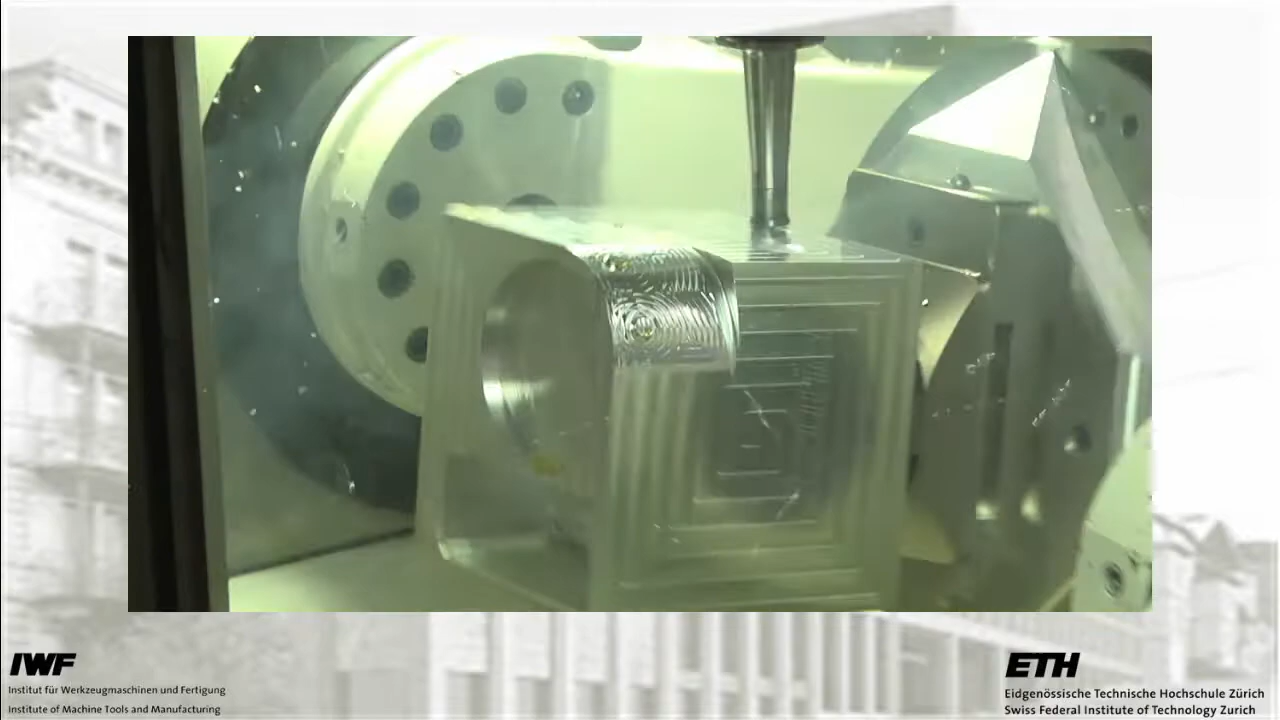 IWF
Institut für Werkzeugmaschinen und Fertigung
Institute of Machine Tools and Manufacturing
ETH
Eidgenössische Technische Hochschule Zürich
Swiss Federal Institute of Technology Zurich